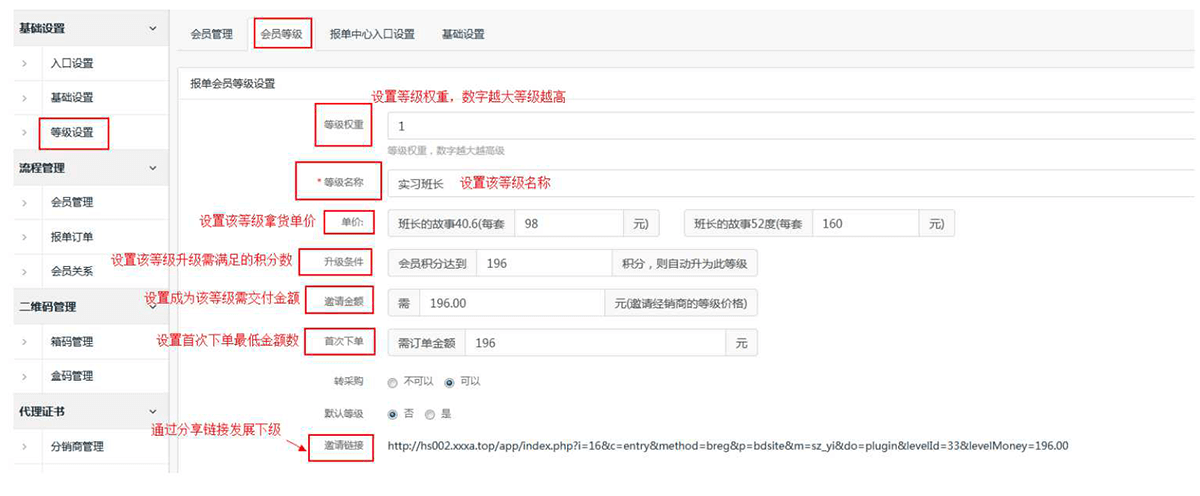 基础设置
入口设置
基础设置
等级设置
流程管理
会员管理
报单订单
会员关系
二维码管理
箱码管理
盒码管理
代理证书
分销商管理
会员管理 会员等级 报单中心入口设置 基础设置
报单会员等级设置
设置等级权重，数字越大等级越高
等级权重 1
等级权重，数字越大越高级
*等级名称 实习班长 设置该等级名称
设置该等级拿货单价 单价: 班长的故事40.6(每套 98 元) 班长的故事52度(每套 160 元)
设置该等级升级需满足的积分数 升级条件 会员积分达到 196 积分，则自动升为此等级
设置成为该等级需交付金额 邀请金额 需 196.00 元(邀请经销商的等级价格)
设置首次下单最低金额数 首次下单 需订单金额 196 元
转采购 不可以 可以
默认等级 否 是
通过分享链接发展下级
邀请链接 http://hs002.xxxa.top/app/index.php?i=16&c=entry&method=breg&p=bdsite&m=sz_yi&do=plugin&levelId=33&levelMoney=196.00